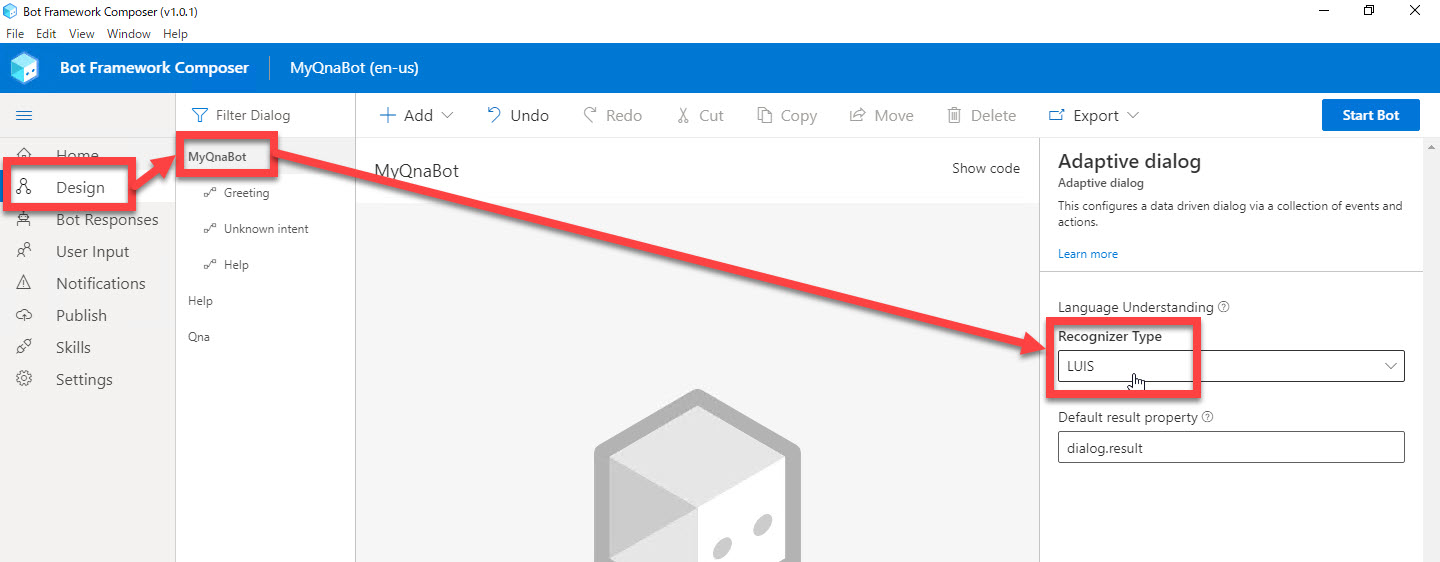 Bot Framework Composer (v1.0.1)
File Edit View Window Help
Bot Framework Composer MyQnaBot (en-us)
Filter Dialog
Add Undo Redo Cut Copy Move Delete Export Start Bot
Home
Design
Bot Responses
User Input
Notifications
Publish
Skills
Settings
MyQnaBot
Greeting
Unknown intent
Help
Help
Qna
MyQnaBot
Show code
Adaptive dialog
Adaptive dialog
This configures a data driven dialog via a collection of events and
actions.
Learn more
Language Understanding ?
Recognizer Type
LUIS
Default result property ?
dialog.result